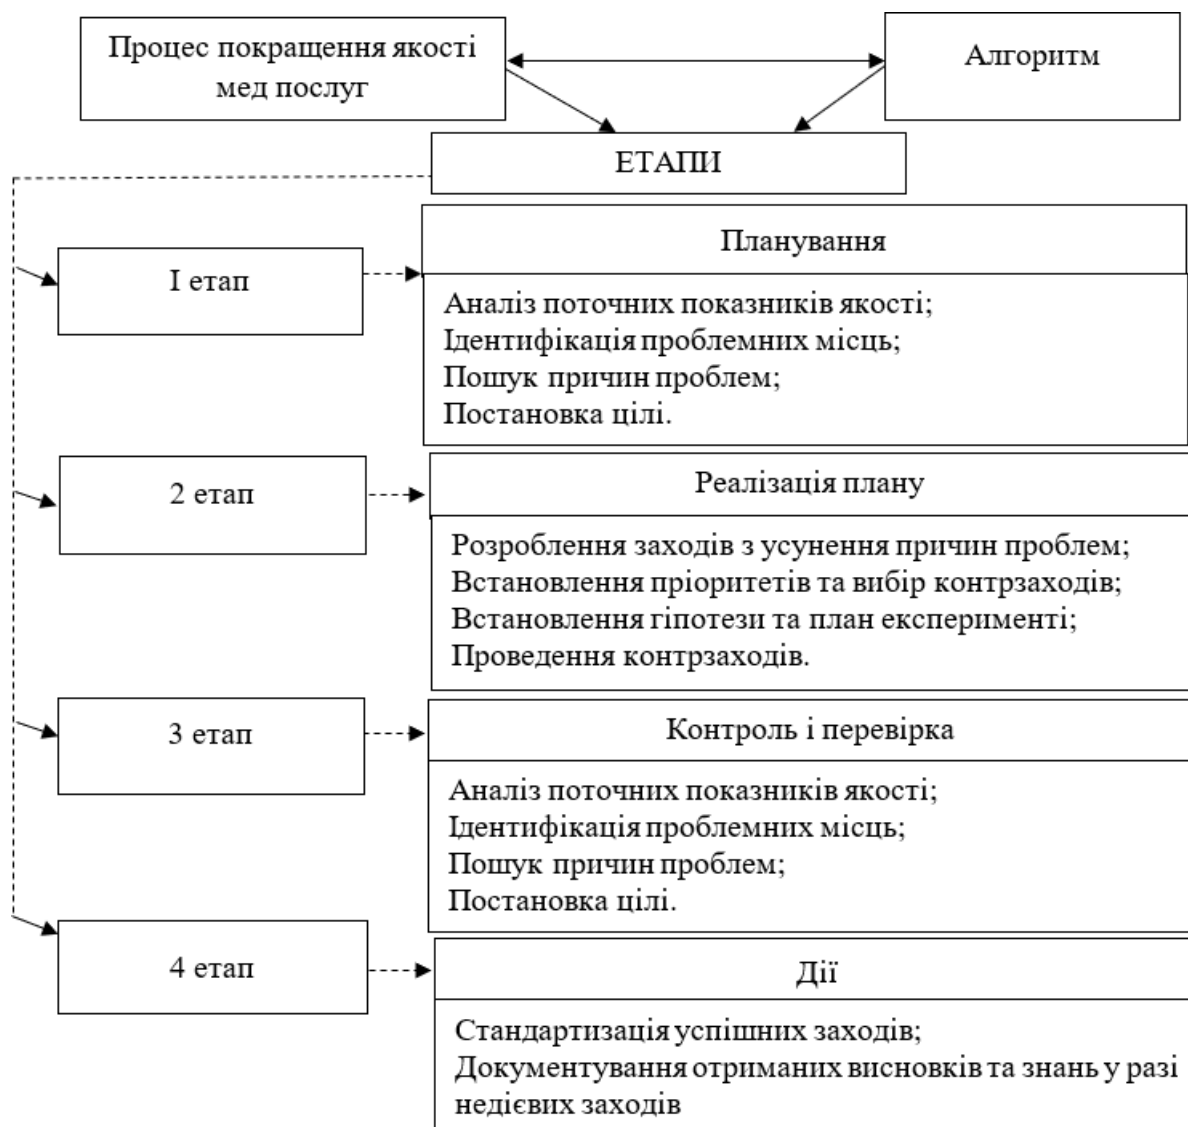 Процес покращення якості
мед послуг
Алгоритм
ЕТАПИ
І етап
Планування
Аналіз поточних показників якості;
Ідентифікація проблемних місць;
Пошук причин проблем;
Постановка цілі.
2 етап
Реалізація плану
Розроблення заходів з усунення причин проблем;
Встановлення пріоритетів та вибір контрзаходів;
Встановлення гіпотези та план експерименті;
Проведення контрзаходів.
3 етап
Контроль і перевірка
Аналіз поточних показників якості;
Ідентифікація проблемних місць;
Пошук причин проблем;
Постановка цілі.
4 етап
Дії
Стандартизація успішних заходів;
Документування отриманих висновків та знань у разі
недієвих заходів